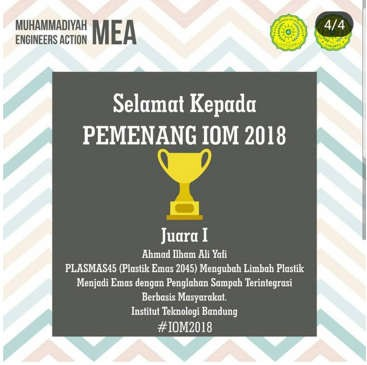 MUHAMMADIYAH
ENGINEERS ACTION MEA
4/4
Selamat Kepada
PEMENANG IOM 2018
Juara I
Ahmad Ilham Ali Yafi
PLASMAS45 (Plastik Emas 2045) Mengubah Limbah Plastik
Menjadi Emas dengan Penglahan Sampah Terintegrasi
Berbasis Masyarakat.
Institut Teknologi Bandung
#IOM2018